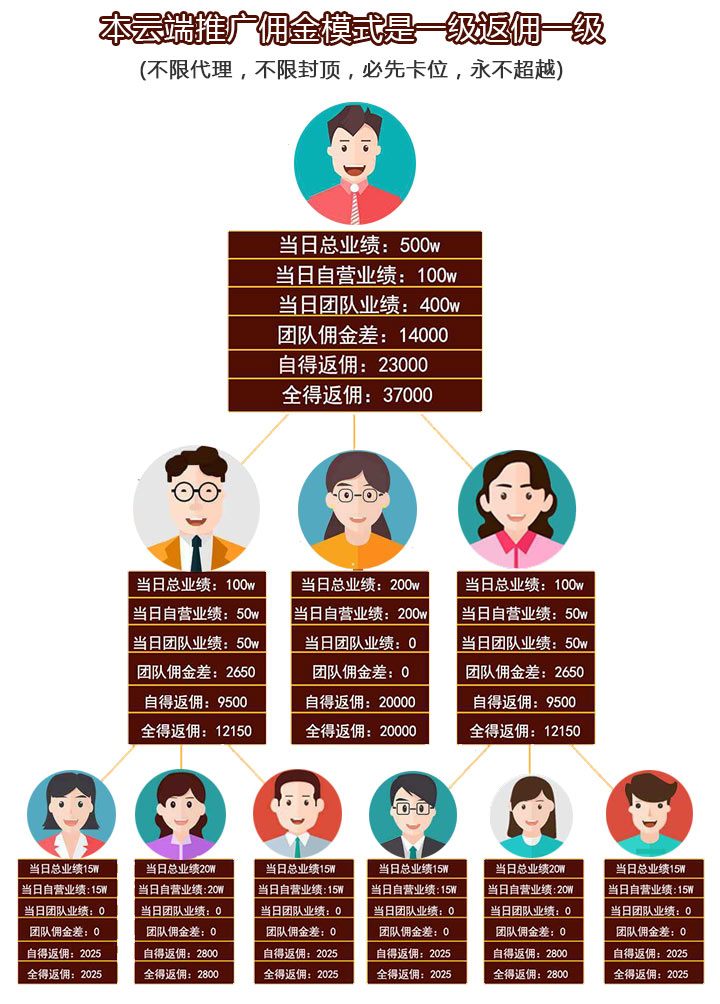 本云端推广佣金模式是一级返佣一级
(不限代理，不限封顶，必先卡位，永不超越)
当日总业绩：500w
当日自营业绩：100w
当日团队业绩：400w
团队佣金差：14000
自得返佣：23000
全得返佣：37000
当日总业绩：100w
当日自营业绩：50w
当日团队业绩：50w
团队佣金差：2650
自得返佣：9500
全得返佣：12150
当日总业绩：200w
当日自营业绩：200w
当日团队业绩：0
团队佣金差：0
自得返佣：20000
全得返佣：20000
当日总业绩：100w
当日自营业绩：50w
当日团队业绩：50w
团队佣金差：2650
自得返佣：9500
全得返佣：12150
当日总业绩15W
当日自营业绩:15W
当日团队业绩：0
团队佣金差：0
自得返佣：2025
全得返佣：2025
当日总业绩20W
当日自营业绩:20W
当日团队业绩：0
团队佣金差：0
自得返佣：2800
全得返佣：2800
当日总业绩15W
当日自营业绩:15W
当日团队业绩：0
团队佣金差：0
自得返佣：2025
全得返佣：2025
当日总业绩15W
当日自营业绩:15W
当日团队业绩：0
团队佣金差：0
自得返佣：2025
全得返佣：2025
当日总业绩20W
当日自营业绩:20W
当日团队业绩：0
团队佣金差：0
自得返佣：2800
全得返佣：2800
当日总业绩15W
当日自营业绩:15W
当日团队业绩：0
团队佣金差：0
自得返佣：2025
全得返佣：2025